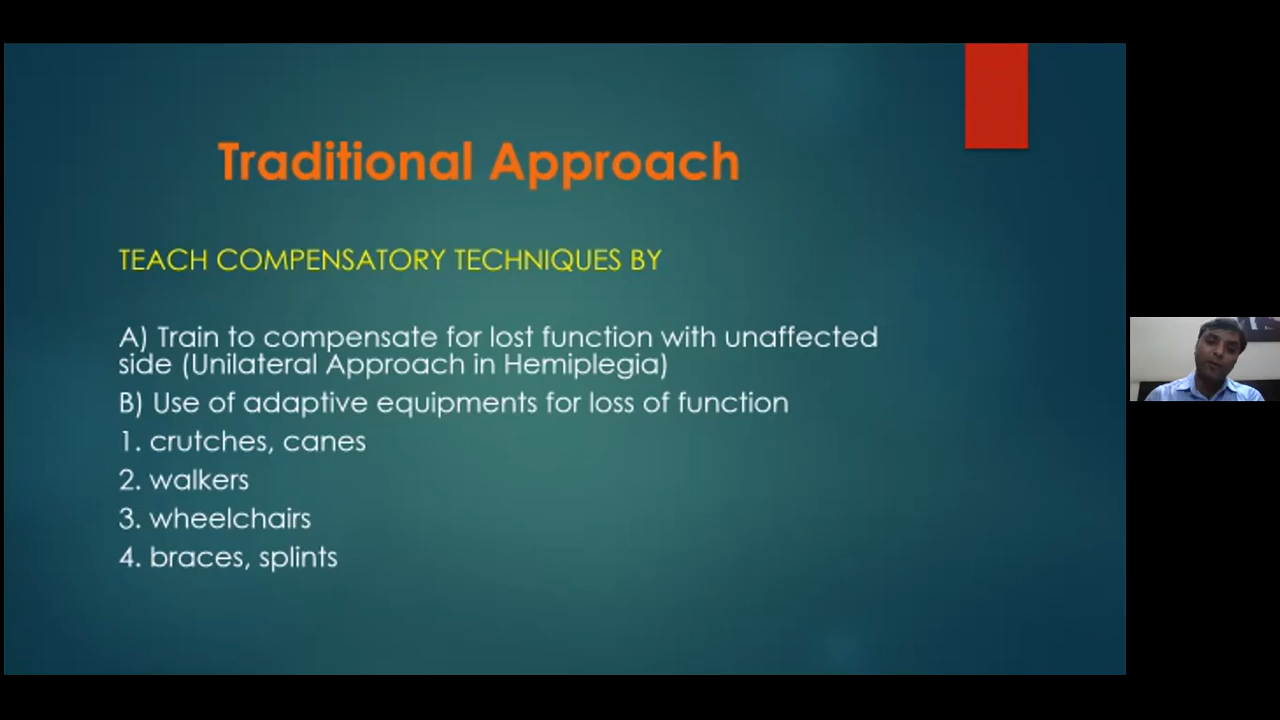 Traditional Approach
TEACH COMPENSATORY TECHNIQUES BY
A) Train to compensate for lost function with unaffected
side (Unilateral Approach in Hemiplegia)
B) Use of adaptive equipments for loss of function
1. crutches, canes
2. walkers
3. wheelchairs
4. braces, splints